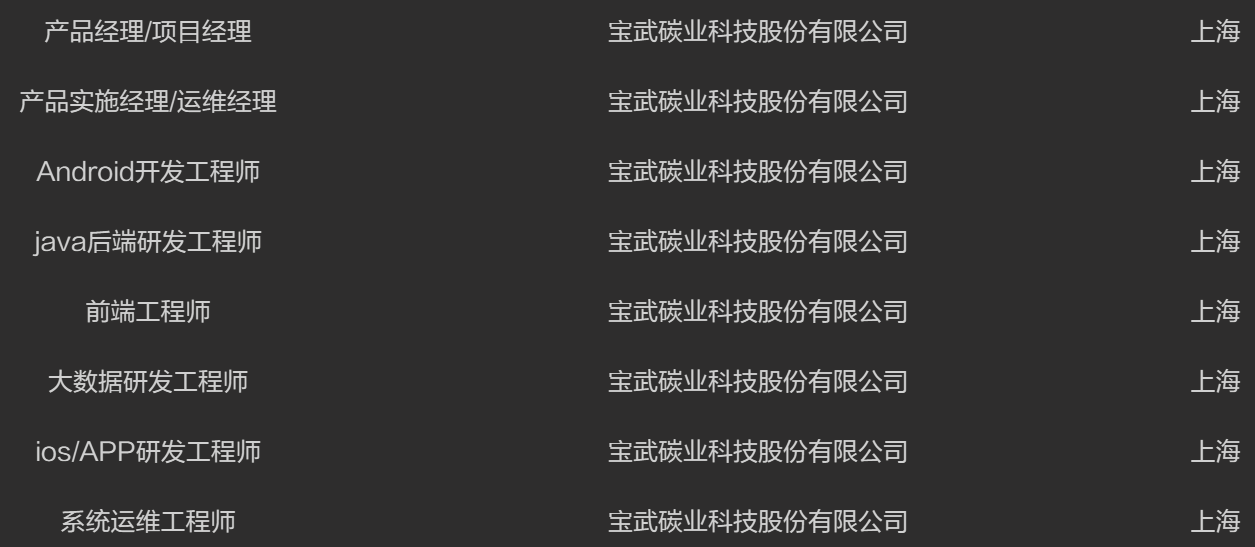 产品经理/项目经理 宝武碳业科技股份有限公司 上海
产品实施经理/运维经理 宝武碳业科技股份有限公司 上海
Android开发工程师 宝武碳业科技股份有限公司 上海
java后端研发工程师 宝武碳业科技股份有限公司 上海
前端工程师 宝武碳业科技股份有限公司 上海
大数据研发工程师 宝武碳业科技股份有限公司 上海
ios/APP研发工程师 宝武碳业科技股份有限公司 上海
系统运维工程师 宝武碳业科技股份有限公司 上海